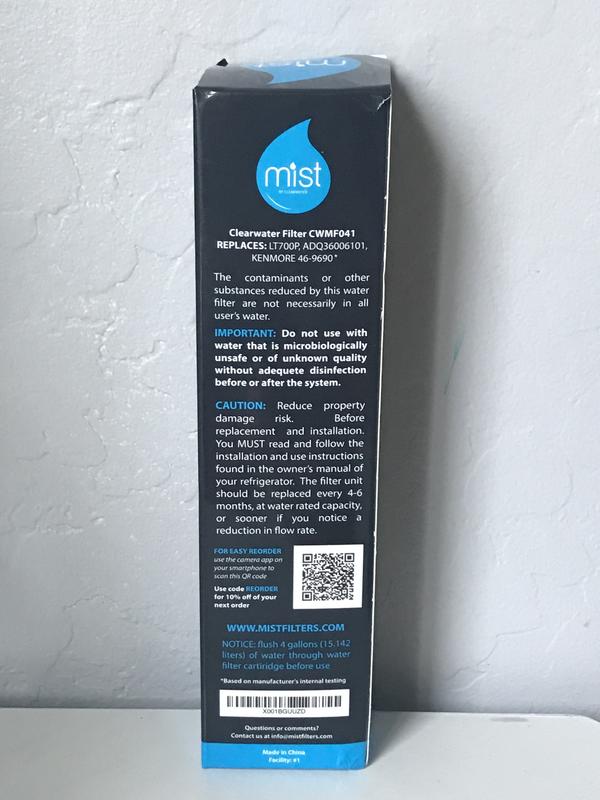 mist
mist
BY CLEARWATER
Clearwater Filter CWMF041
REPLACES: LT700P, ADQ36006101,
KENMORE 46-9690*
The contaminants or other
substances reduced by this water
filter are not necessarily in all
user's water.
IMPORTANT: Do not use with
water that is microbiologically
unsafe or of unknown quality
without adequete disinfection
before or after the system.
CAUTION: Reduce property
damage risk. Before
replacement and installation.
You MUST read and follow the
installation and use instructions
found in the owner's manual of
your refrigerator. The filter unit
should be replaced every 4-6
months, at water rated capacity,
or sooner if you notice a
reduction in flow rate.
FOR EASY REORDER
use the camera app on
your smartphone to
scan this QR code
Use code REORDER
for 10% off of your
next order
WWW.MISTFILTERS.COM
NOTICE: flush 4 gallons (15.142
liters) of water through water
filter cartiridge before use
*Based on manufacturer's internal testing
X001BGUUZD
Questions or comments?
Contact us at info@mistfilters.com
Made in China
Facility: #1